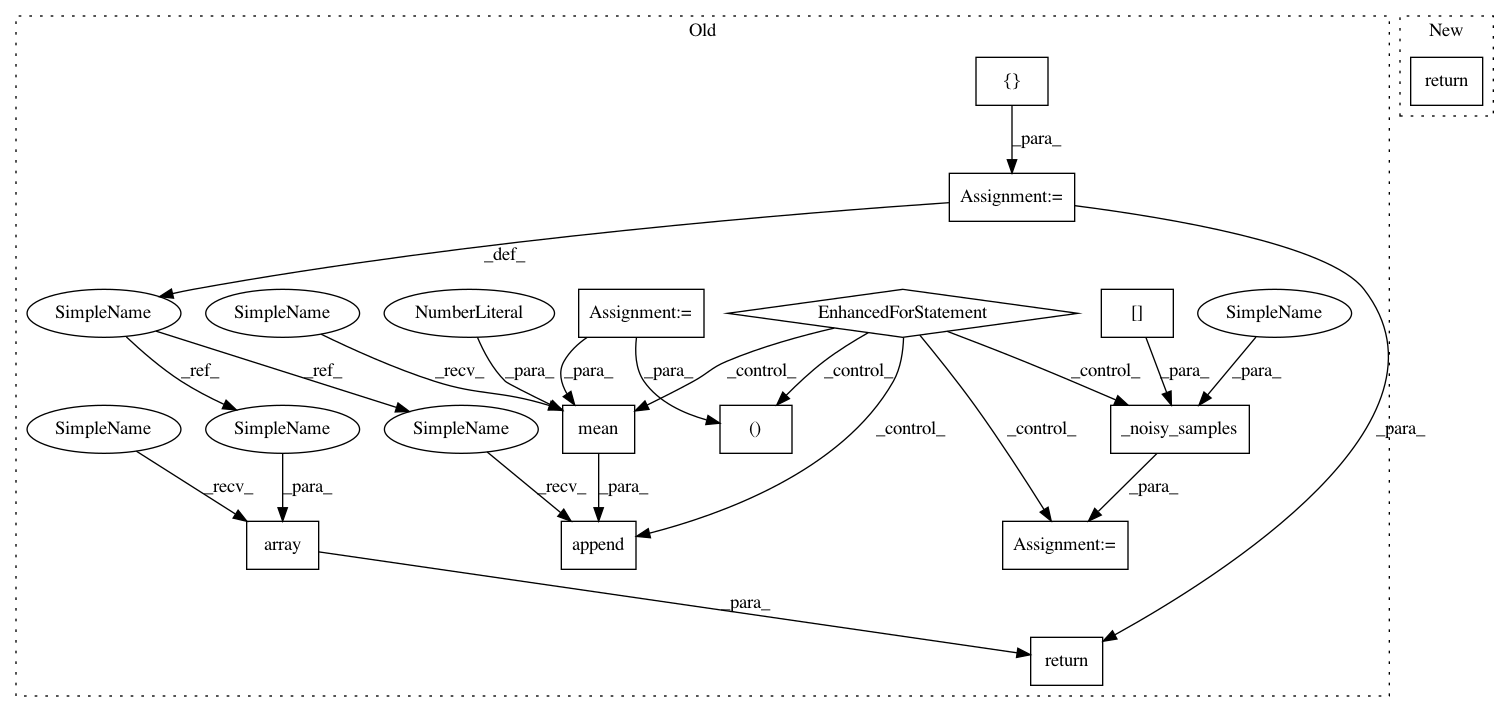 Old
New
{}
return
_para_
Assignment:=
_def_
SimpleName
SimpleName
NumberLiteral
Assignment:=
EnhancedForStatement
[]
SimpleName
_ref_
_ref_
_recv_
_para_
_para_
_para_
_control_
_control_
_control_
_para_
_para_
SimpleName
SimpleName
SimpleName
mean
()
_control_
_control_
_noisy_samples
_para_
_recv_
_para_
_recv_
_para_
_para_
array
append
Assignment:=
_para_
return